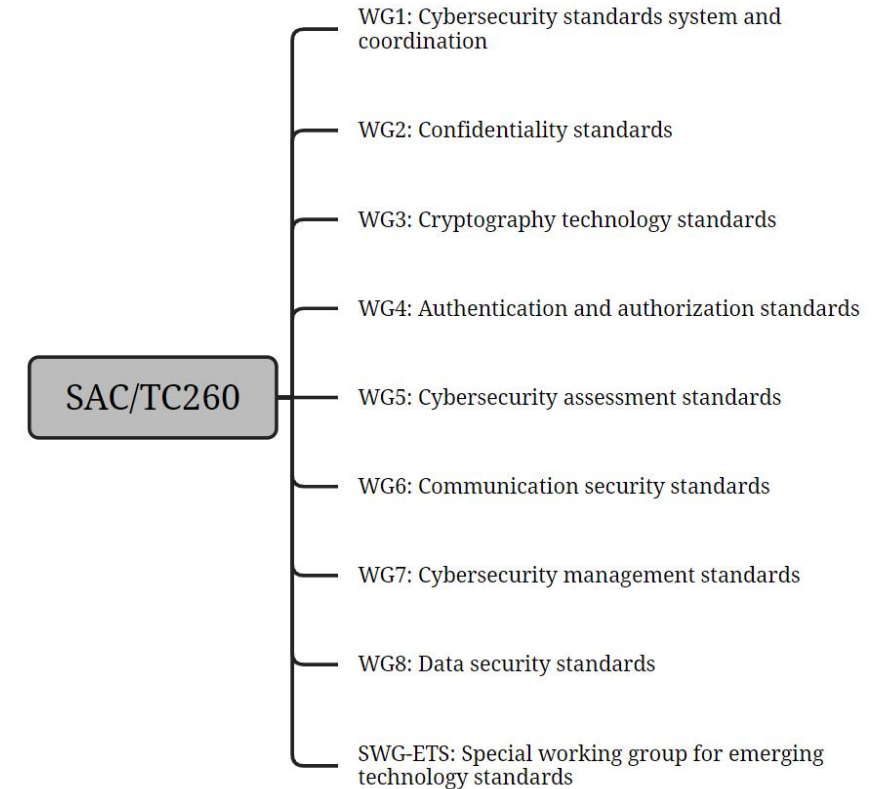 WG1: Cybersecurity standards system and
coordination
WG2: Confidentiality standards
WG3: Cryptography technology standards
WG4: Authentication and authorization standards
SAC/TC260
WG5: Cybersecurity assessment standards
WG6: Communication security standards
WG7: Cybersecurity management standards
WG8: Data security standards
SWG-ETS: Special working group for emerging
technology standards